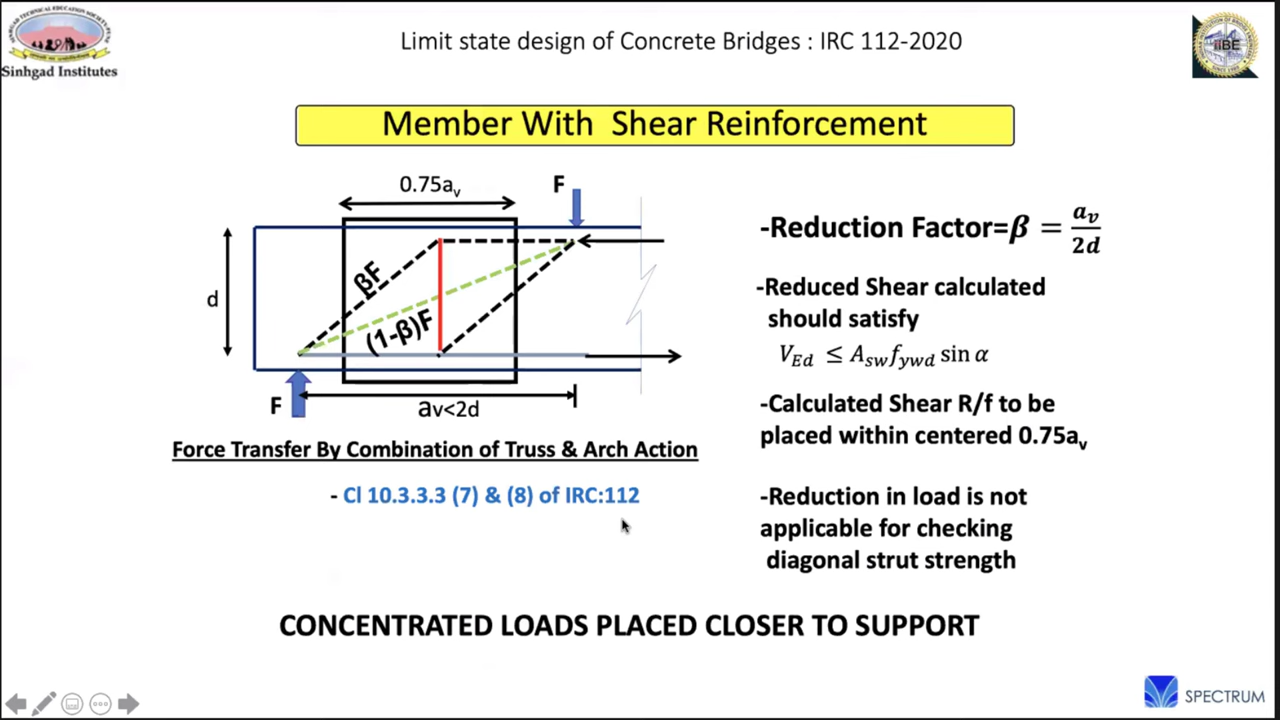 Sinhgad Institutes
Limit state design of Concrete Bridges : IRC 112-2020
iiBE
Member With Shear Reinforcement
0.75aᵥ
F
d
βF
(1-β)F
F
av<2d
Force Transfer By Combination of Truss & Arch Action
- Cl 10.3.3.3 (7) & (8) of IRC:112
-Reduction Factor=β = aᵥ/2d
-Reduced Shear calculated
should satisfy
V_Ed ≤ A_sw f_ywd sin α
-Calculated Shear R/f to be
placed within centered 0.75aᵥ
-Reduction in load is not
applicable for checking
diagonal strut strength
CONCENTRATED LOADS PLACED CLOSER TO SUPPORT
SPECTRUM